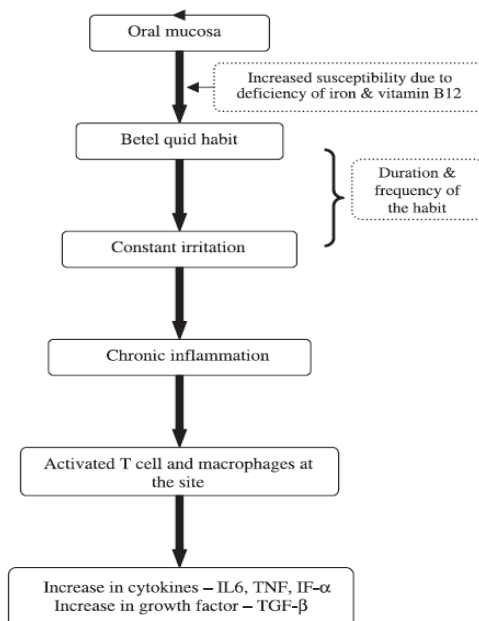 Oral mucosa
Increased susceptibility due to
deficiency of iron & vitamin B12
Betel quid habit
Duration &
frequency of
the habit
Constant irritation
Chronic inflammation
Activated T cell and macrophages at
the site
Increase in cytokines – IL6, TNF, IF-α
Increase in growth factor – TGF-β